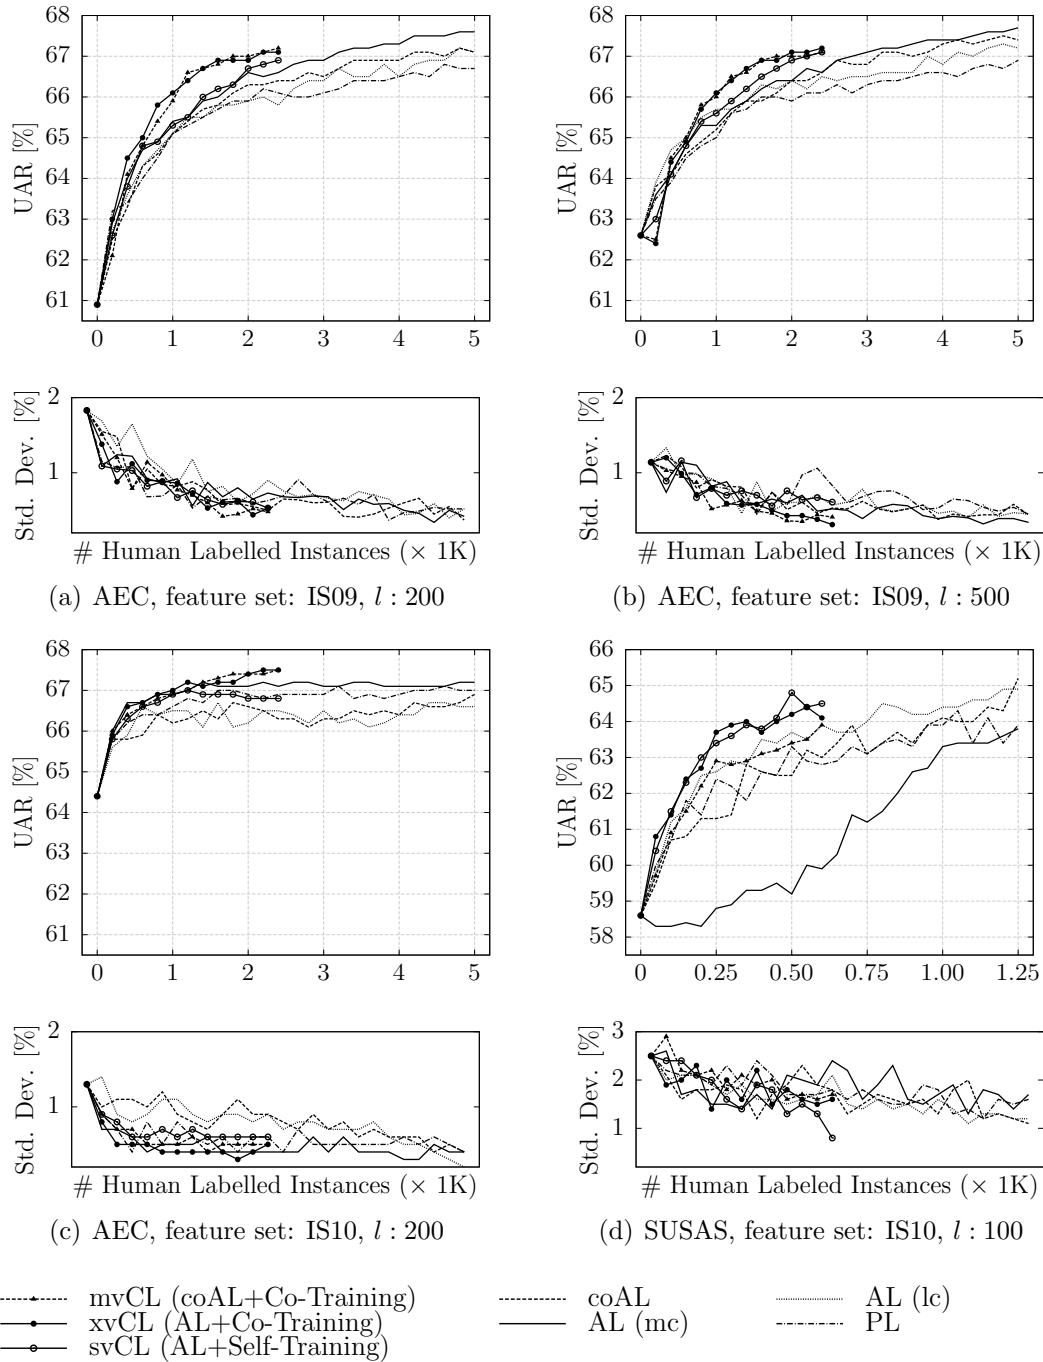 68
67
66
65
64
63
62
61
UAR [%]
0 1 2 3 4 5
68
67
66
65
64
63
62
61
UAR [%]
0 1 2 3 4 5
2
1
Std. Dev. [%]
# Human Labelled Instances (× 1K)
2
1
Std. Dev. [%]
# Human Labelled Instances (× 1K)
(a) AEC, feature set: IS09, l : 200
(b) AEC, feature set: IS09, l : 500
68
67
66
65
64
63
62
61
UAR [%]
0 1 2 3 4 5
66
65
64
63
62
61
60
59
58
UAR [%]
0 0.25 0.50 0.75 1.00 1.25
2
1
Std. Dev. [%]
# Human Labelled Instances (× 1K)
3
2
1
Std. Dev. [%]
# Human Labeled Instances (× 1K)
(c) AEC, feature set: IS10, l : 200
(d) SUSAS, feature set: IS10, l : 100
mvCL (coAL+Co-Training)
xvCL (AL+Co-Training)
svCL (AL+Self-Training)
coAL
AL (mc)
AL (lc)
PL